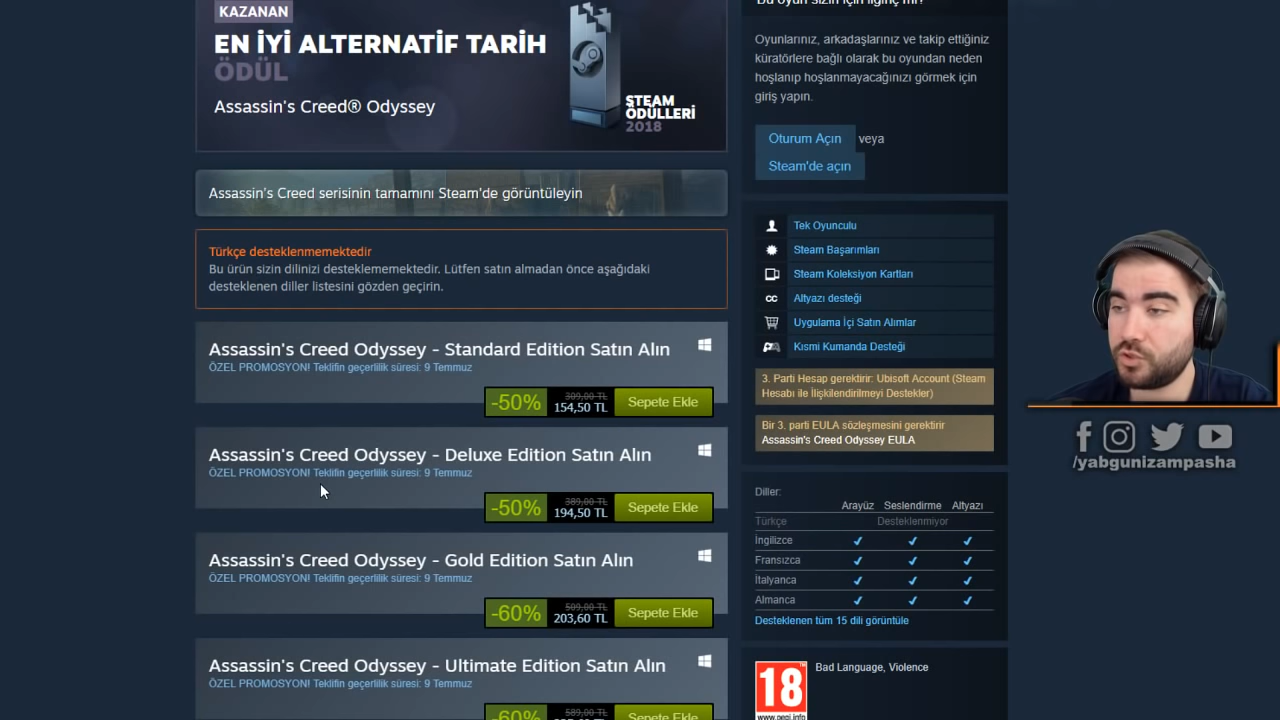 KAZANAN
EN İYİ ALTERNATİF TARİH
ÖDÜL
Assassin's Creed® Odyssey
STEAM
ÖDÜLLERİ
2018
Assassin's Creed serisinin tamamını Steam'de görüntüleyin
Türkçe desteklenmemektedir
Bu ürün sizin dilinizi desteklememektedir. Lütfen satın almadan önce aşağıdaki
desteklenen diller listesini gözden geçirin.
Assassin's Creed Odyssey - Standard Edition Satın Alın
ÖZEL PROMOSYON! Teklifin geçerlilik süresi: 9 Temmuz
-50%
309,00 TL
154,50 TL
Sepete Ekle
Assassin's Creed Odyssey - Deluxe Edition Satın Alın
ÖZEL PROMOSYON! Teklifin geçerlilik süresi: 9 Temmuz
-50%
389,00 TL
194,50 TL
Sepete Ekle
Assassin's Creed Odyssey - Gold Edition Satın Alın
ÖZEL PROMOSYON! Teklifin geçerlilik süresi: 9 Temmuz
-60%
509,00 TL
203,60 TL
Sepete Ekle
Assassin's Creed Odyssey - Ultimate Edition Satın Alın
ÖZEL PROMOSYON! Teklifin geçerlilik süresi: 9 Temmuz
-60%
589,00 TL
Sepete Ekle
Bu oyun sizin için ilginç mi?
Oyunlarınız, arkadaşlarınız ve takip ettiğiniz
küratörlere bağlı olarak bu oyundan neden
hoşlanıp hoşlanmayacağınızı görmek için
giriş yapın.
Oturum Açın veya
Steam'de açın
Tek Oyunculu
Steam Başarımları
Steam Koleksiyon Kartları
CC Altyazı desteği
Uygulama İçi Satın Alımlar
Kısmi Kumanda Desteği
3. Parti Hesap gerektirir: Ubisoft Account (Steam
Hesabı ile İlişkilendirilmeyi Destekler)
Bir 3. parti EULA sözleşmesini gerektirir
Assassin's Creed Odyssey EULA
Diller:
Arayüz Seslendirme Altyazı
Türkçe Desteklenmiyor
İngilizce ✔ ✔ ✔
Fransızca ✔ ✔ ✔
İtalyanca ✔ ✔ ✔
Almanca ✔ ✔ ✔
Desteklenen tüm 15 dili görüntüle
18
www.pegi.info
Bad Language, Violence
/yabgunizampasha